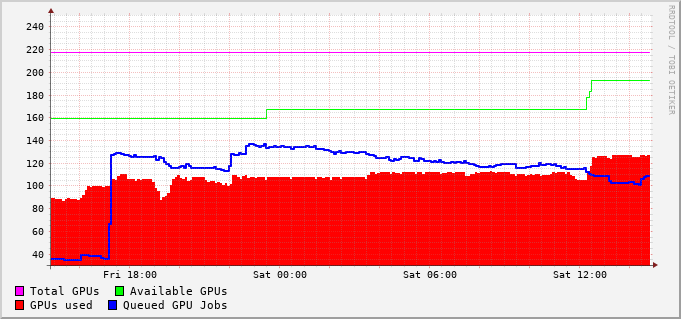 RRDTOOL / TOBI OETIKER
240
220
200
180
160
140
120
100
80
60
40
Fri 18:00 Sat 00:00 Sat 06:00 Sat 12:00
Total GPUs Available GPUs
GPUs used Queued GPU Jobs